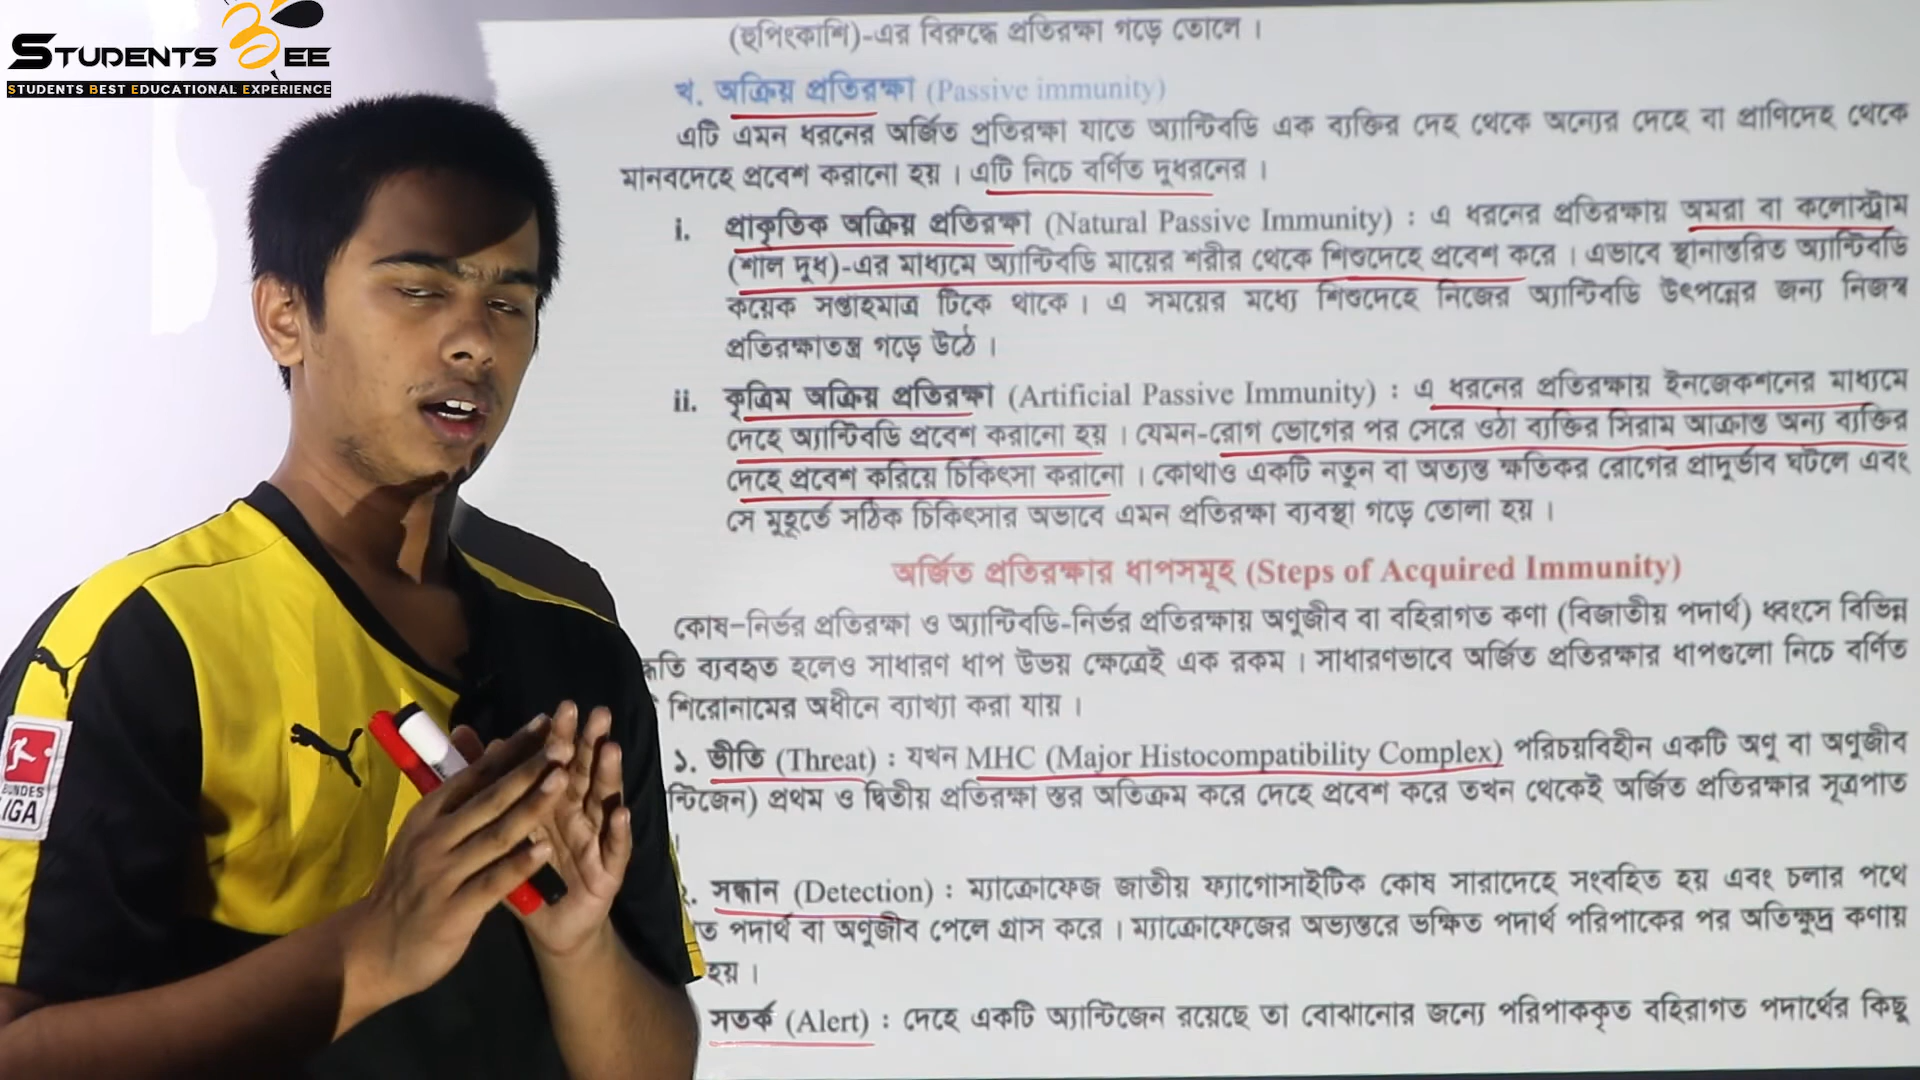 STUDENTS BEE
STUDENTS BEST EDUCATIONAL EXPERIENCE
(হুপিংকাশি)-এর বিরুদ্ধে প্রতিরক্ষা গড়ে তোলে ।
খ. অক্রিয় প্রতিরক্ষা (Passive immunity)
এটি এমন ধরনের অর্জিত প্রতিরক্ষা যাতে অ্যান্টিবডি এক ব্যক্তির দেহ থেকে অন্যের দেহে বা প্রাণিদেহ থেকে
মানবদেহে প্রবেশ করানো হয় । এটি নিচে বর্ণিত দুধরনের ।
i. প্রাকৃতিক অক্রিয় প্রতিরক্ষা (Natural Passive Immunity) : এ ধরনের প্রতিরক্ষায় অমরা বা কলোস্ট্রাম
(শাল দুধ)-এর মাধ্যমে অ্যান্টিবডি মায়ের শরীর থেকে শিশুদেহে প্রবেশ করে । এভাবে স্থানান্তরিত অ্যান্টিবডি
কয়েক সপ্তাহমাত্র টিকে থাকে । এ সময়ের মধ্যে শিশুদেহে নিজের অ্যান্টিবডি উৎপন্নের জন্য নিজস্ব
প্রতিরক্ষাতন্ত্র গড়ে উঠে ।
ii. কৃত্রিম অক্রিয় প্রতিরক্ষা (Artificial Passive Immunity) : এ ধরনের প্রতিরক্ষায় ইনজেকশনের মাধ্যমে
দেহে অ্যান্টিবডি প্রবেশ করানো হয় । যেমন-রোগ ভোগের পর সেরে ওঠা ব্যক্তির সিরাম আক্রান্ত অন্য ব্যক্তির
দেহে প্রবেশ করিয়ে চিকিৎসা করানো । কোথাও একটি নতুন বা অত্যন্ত ক্ষতিকর রোগের প্রাদুর্ভাব ঘটলে এবং
সে মুহূর্তে সঠিক চিকিৎসার অভাবে এমন প্রতিরক্ষা ব্যবস্থা গড়ে তোলা হয় ।
অর্জিত প্রতিরক্ষার ধাপসমূহ (Steps of Acquired Immunity)
কোষ-নির্ভর প্রতিরক্ষা ও অ্যান্টিবডি-নির্ভর প্রতিরক্ষায় অণুজীব বা বহিরাগত কণা (বিজাতীয় পদার্থ) ধ্বংসে বিভিন্ন
ব্যবহৃত হলেও সাধারণ ধাপ উভয় ক্ষেত্রেই এক রকম । সাধারণভাবে অর্জিত প্রতিরক্ষার ধাপগুলো নিচে বর্ণিত
শিরোনামের অধীনে ব্যাখ্যা করা যায় ।
১. ভীতি (Threat) : যখন MHC (Major Histocompatibility Complex) পরিচয়বিহীন একটি অণু বা অণুজীব
ন্টিজেন) প্রথম ও দ্বিতীয় প্রতিরক্ষা স্তর অতিক্রম করে দেহে প্রবেশ করে তখন থেকেই অর্জিত প্রতিরক্ষার সূত্রপাত
।
২. সন্ধান (Detection) : ম্যাক্রোফেজ জাতীয় ফ্যাগোসাইটিক কোষ সারাদেহে সংবহিত হয় এবং চলার পথে
ত পদার্থ বা অণুজীব পেলে গ্রাস করে । ম্যাক্রোফেজের অভ্যন্তরে ভক্ষিত পদার্থ পরিপাকের পর অতিক্ষুদ্র কণায়
হয় ।
সতর্ক (Alert) : দেহে একটি অ্যান্টিজেন রয়েছে তা বোঝানোর জন্যে পরিপাককৃত বহিরাগত পদার্থের কিছু
BUNDES
LIGA